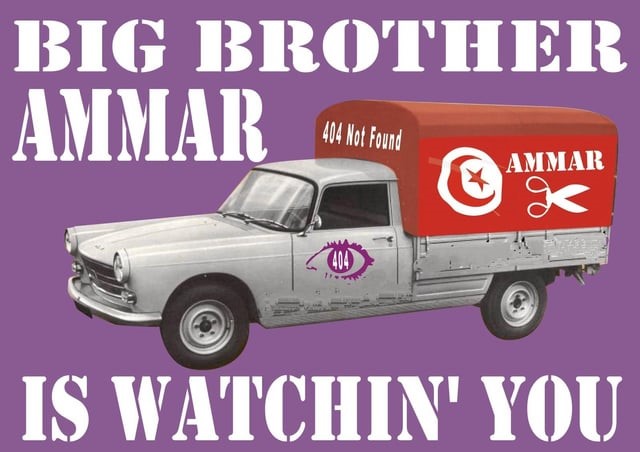 BIG BROTHER
AMMAR
404 Not Found
AMMAR
404
IS WATCHIN' YOU